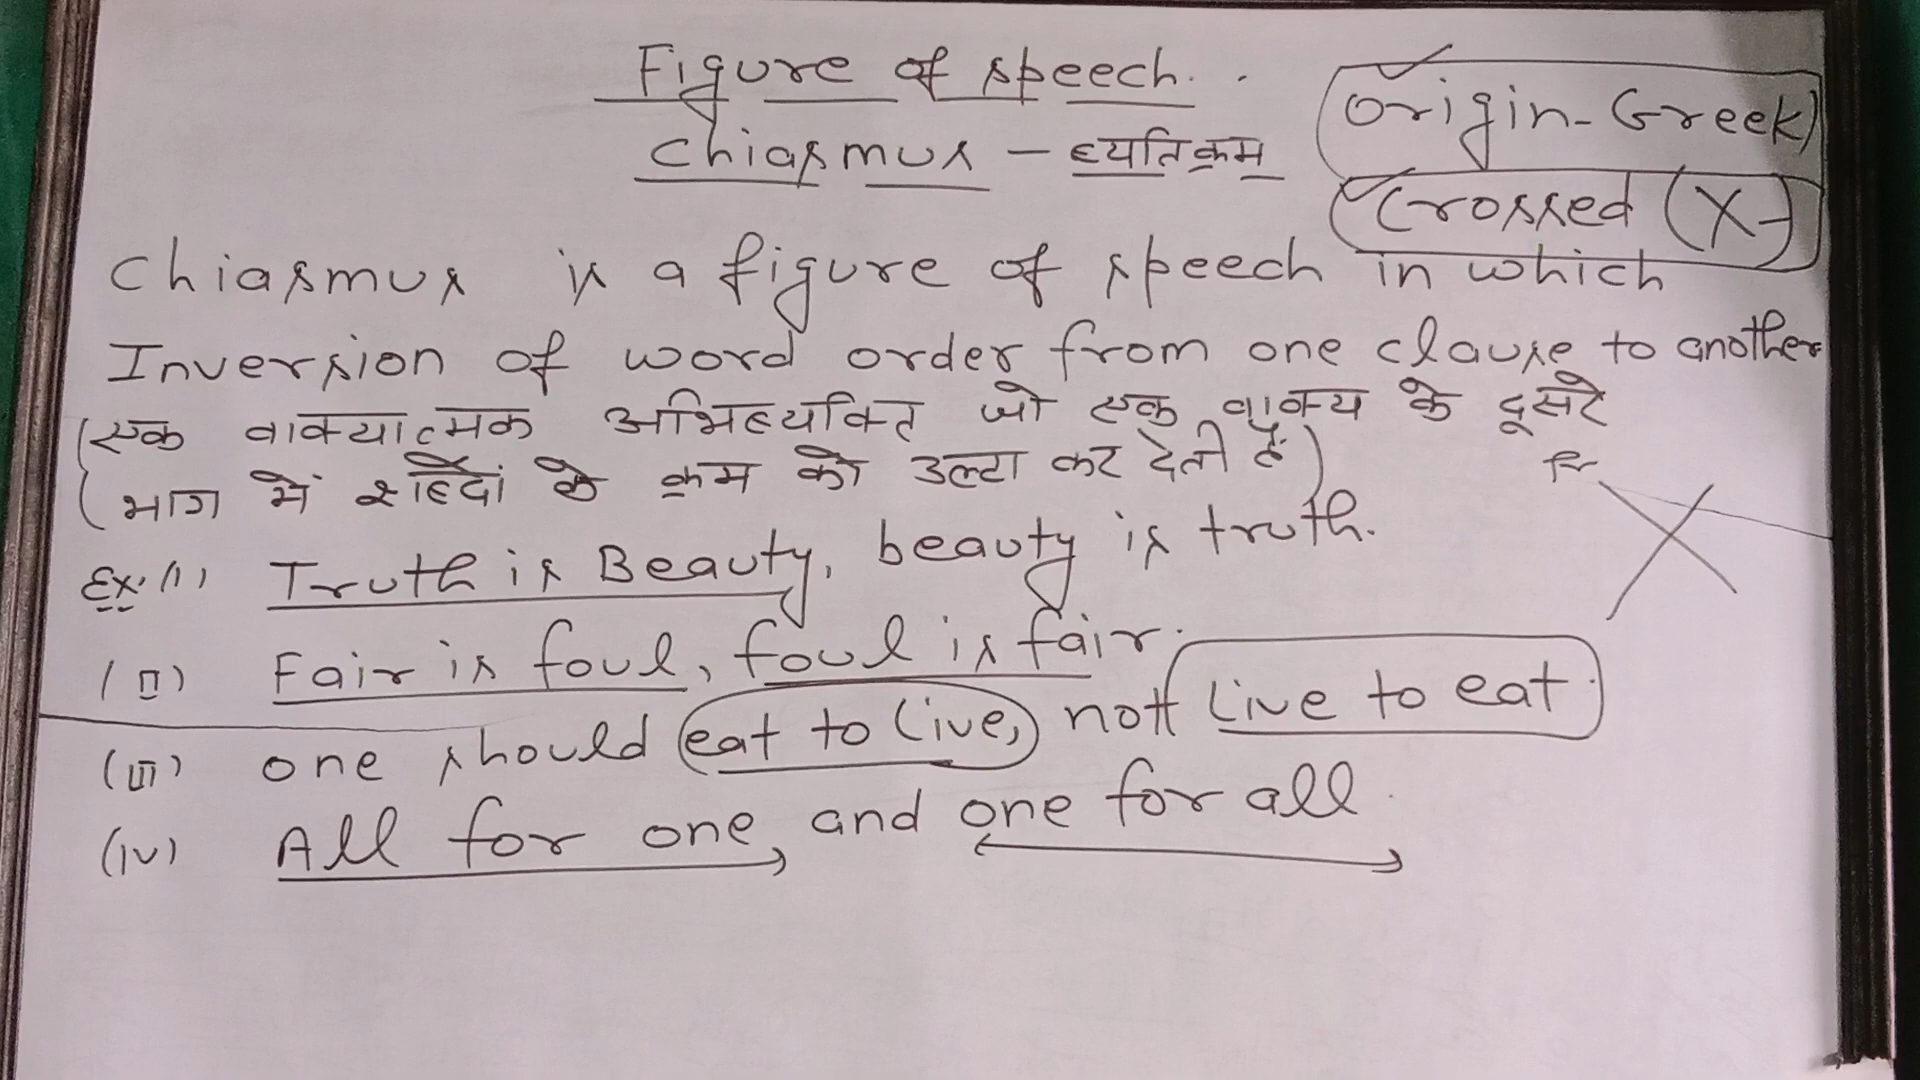 Figure of speech.
Chiasmus - व्यतिक्रम
Origin - Greek
Crossed (X)
Chiasmus is a figure of speech in which
Inversion of word order from one clause to another
(एक वाक्यात्मक अभिव्यक्ति जो एक वाक्य के दूसरे
भाग में शब्दों के क्रम को उल्टा कर देती है)
Ex. (i) Truth is Beauty, beauty is truth.
(II) Fair is foul, foul is fair.
(III) one should eat to live, not live to eat.
(iv) All for one, and one for all.